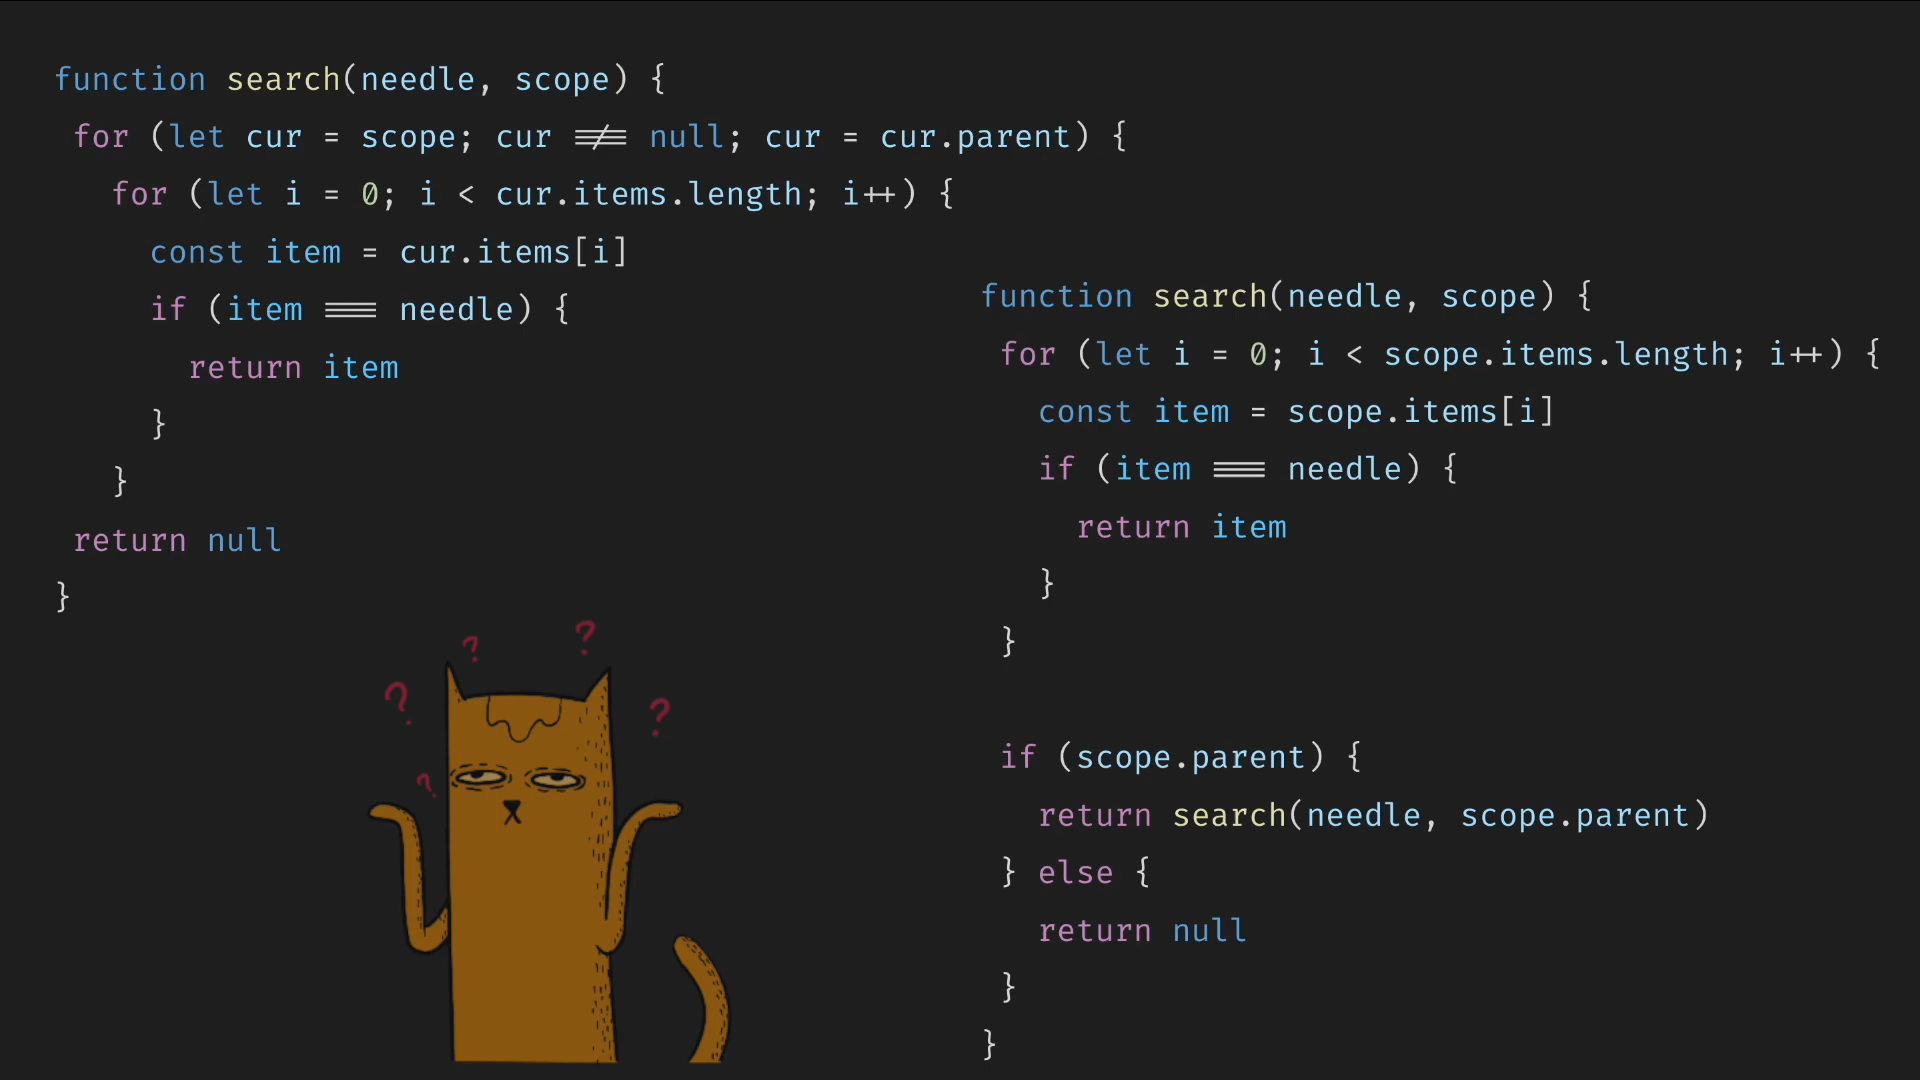 function search(needle, scope) {
for (let cur = scope; cur !== null; cur = cur.parent) {
for (let i = 0; i < cur.items.length; i++) {
const item = cur.items[i]
if (item === needle) {
return item
}
}
return null
}
function search(needle, scope) {
for (let i = 0; i < scope.items.length; i++) {
const item = scope.items[i]
if (item === needle) {
return item
}
}
if (scope.parent) {
return search(needle, scope.parent)
} else {
return null
}
}
? ? ? ? ?